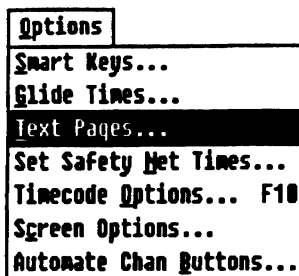 Options
Smart Keys...
Glide Times...
Text Pages...
Set Safety Net Times...
Timecode Options... F10
Screen Options...
Automate Chan Buttons...